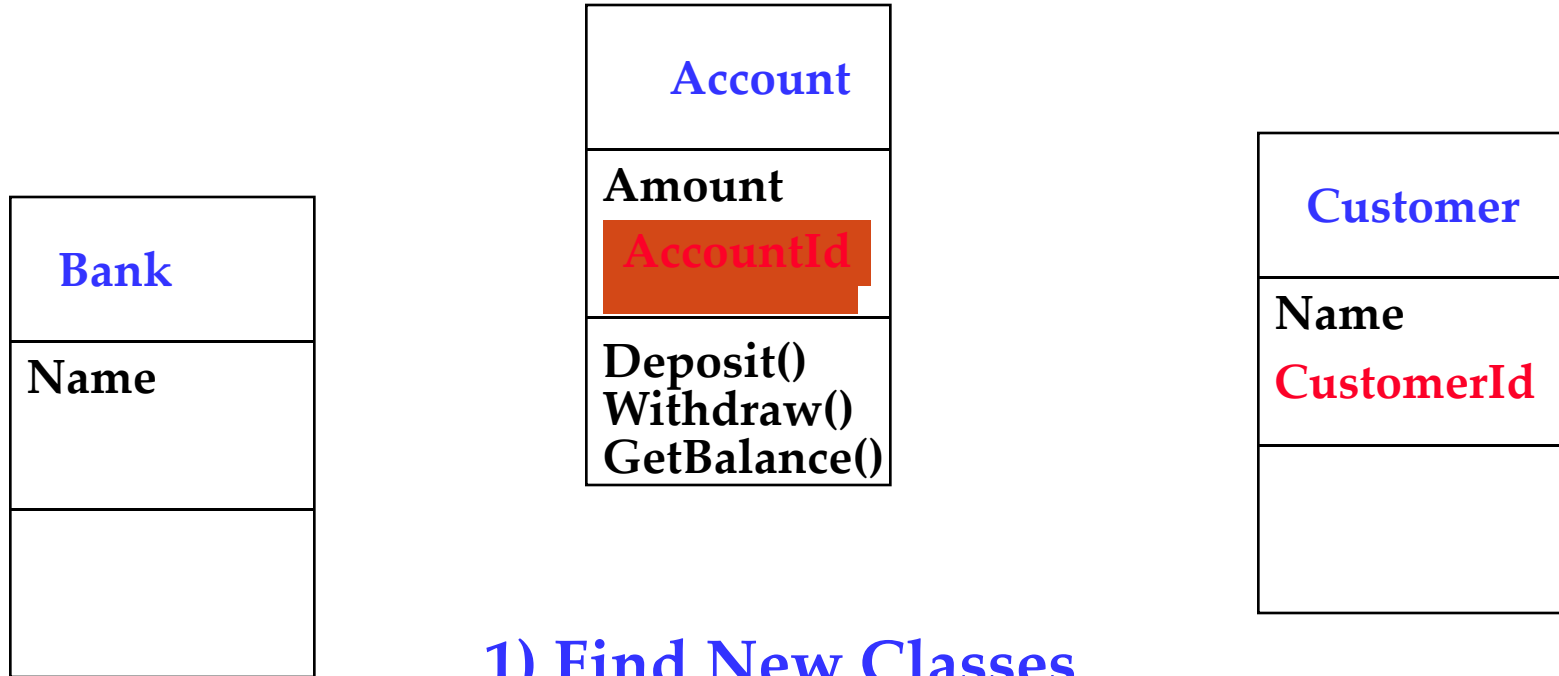 Bank
Name
Account
Amount
AccountId
Deposit()
Withdraw()
GetBalance()
Customer
Name
CustomerId
1) Find New Classes